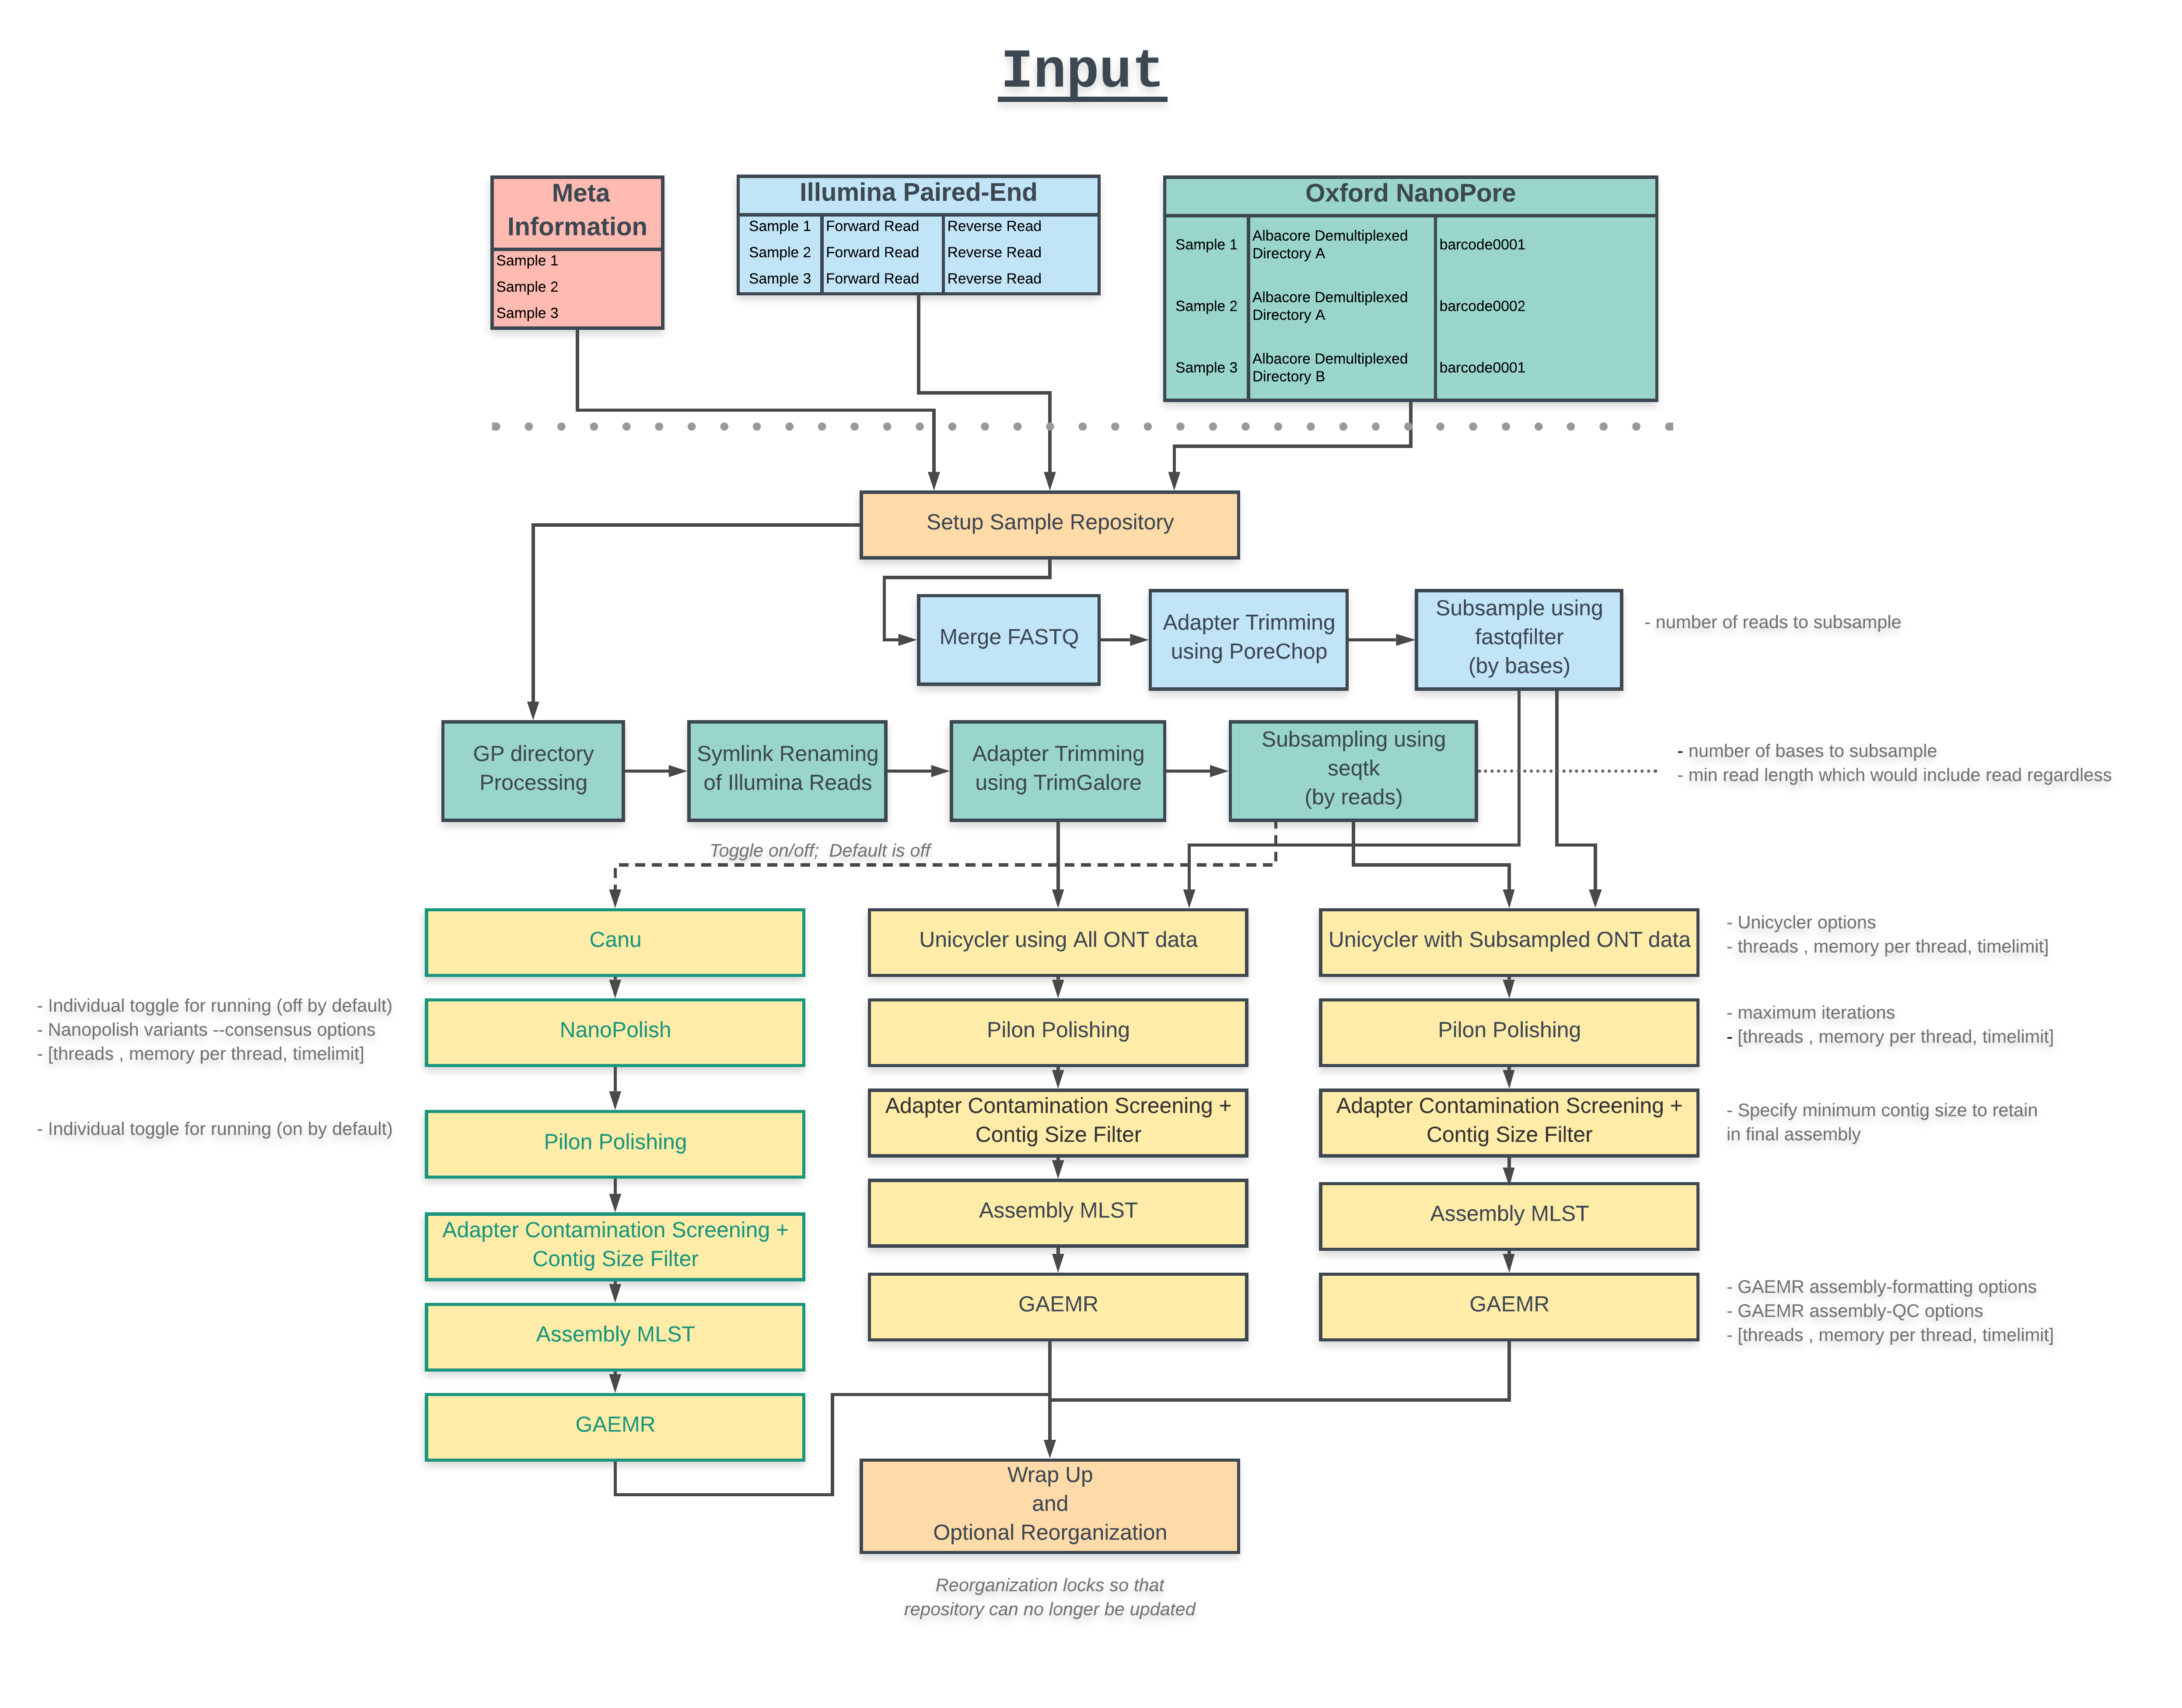 Input
Meta
Information
Sample 1
Sample 2
Sample 3
Illumina Paired-End
Sample 1 Forward Read Reverse Read
Sample 2 Forward Read Reverse Read
Sample 3 Forward Read Reverse Read
Oxford NanoPore
Sample 1 Albacore Demultiplexed Directory A barcode0001
Sample 2 Albacore Demultiplexed Directory A barcode0002
Sample 3 Albacore Demultiplexed Directory B barcode0001
Setup Sample Repository
Merge FASTQ
Adapter Trimming
using PoreChop
Subsample using
fastqfilter
(by bases)
- number of reads to subsample
GP directory
Processing
Symlink Renaming
of Illumina Reads
Adapter Trimming
using TrimGalore
Subsampling using
seqtk
(by reads)
- number of bases to subsample
- min read length which would include read regardless
Toggle on/off;  Default is off
Canu
NanoPolish
- Individual toggle for running (off by default)
- Nanopolish variants --consensus options
- [threads , memory per thread, timelimit]
Pilon Polishing
- Individual toggle for running (on by default)
Adapter Contamination Screening +
Contig Size Filter
Assembly MLST
GAEMR
Unicycler using All ONT data
Pilon Polishing
Adapter Contamination Screening +
Contig Size Filter
Assembly MLST
GAEMR
Unicycler with Subsampled ONT data
- Unicycler options
- threads , memory per thread, timelimit]
Pilon Polishing
- maximum iterations
- [threads , memory per thread, timelimit]
Adapter Contamination Screening +
Contig Size Filter
- Specify minimum contig size to retain
in final assembly
Assembly MLST
GAEMR
- GAEMR assembly-formatting options
- GAEMR assembly-QC options
- [threads , memory per thread, timelimit]
Wrap Up
and
Optional Reorganization
Reorganization locks so that
repository can no longer be updated